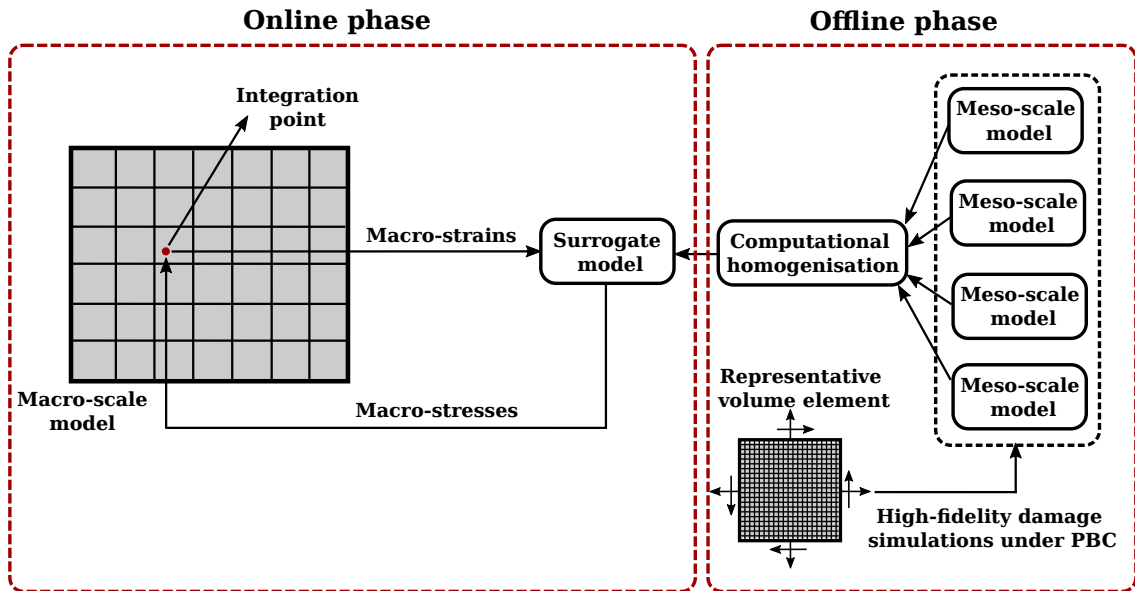 Online phase
Integration
point
Macro-strains
Surrogate
model
Macro-scale
model
Macro-stresses
Offline phase
Meso-scale
model
Meso-scale
model
Meso-scale
model
Meso-scale
model
Computational
homogenisation
Representative
volume element
High-fidelity damage
simulations under PBC